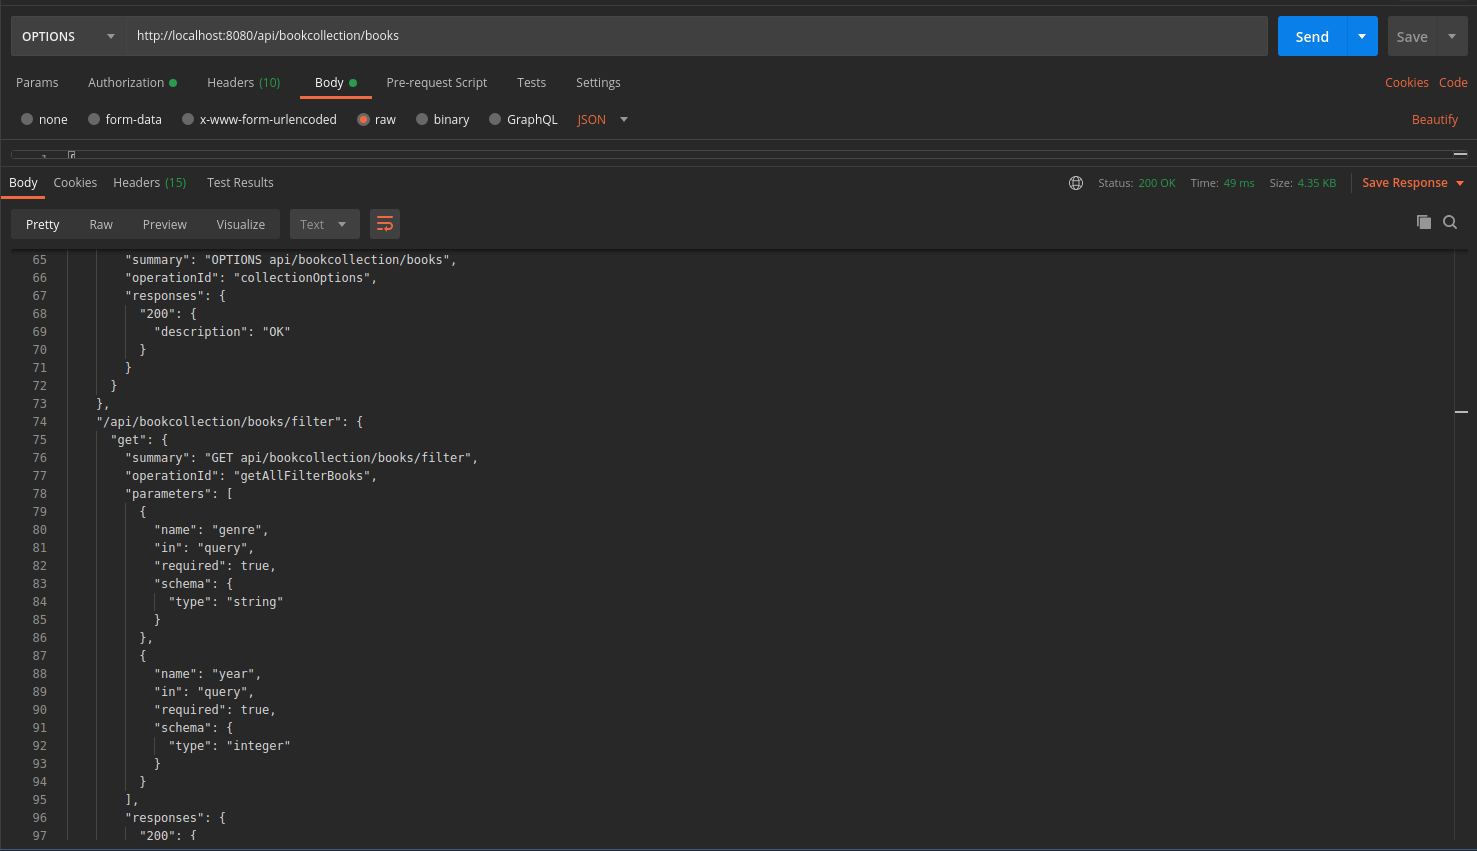 OPTIONS http://localhost:8080/api/bookcollection/books Send Save
Params Authorization Headers (10) Body Pre-request Script Tests Settings Cookies Code
none form-data x-www-form-urlencoded raw binary GraphQL JSON Beautify
Body Cookies Headers (15) Test Results Status: 200 OK Time: 49 ms Size: 4.35 KB Save Response
Pretty Raw Preview Visualize Text
65 "summary": "OPTIONS api/bookcollection/books",
66 "operationId": "collectionOptions",
67 "responses": {
68 "200": {
69 "description": "OK"
70 }
71 }
72 }
73 },
74 "/api/bookcollection/books/filter": {
75 "get": {
76 "summary": "GET api/bookcollection/books/filter",
77 "operationId": "getAllFilterBooks",
78 "parameters": [
79 {
80 "name": "genre",
81 "in": "query",
82 "required": true,
83 "schema": {
84 "type": "string"
85 }
86 },
87 {
88 "name": "year",
89 "in": "query",
90 "required": true,
91 "schema": {
92 "type": "integer"
93 }
94 }
95 ],
96 "responses": {
97 "200": {